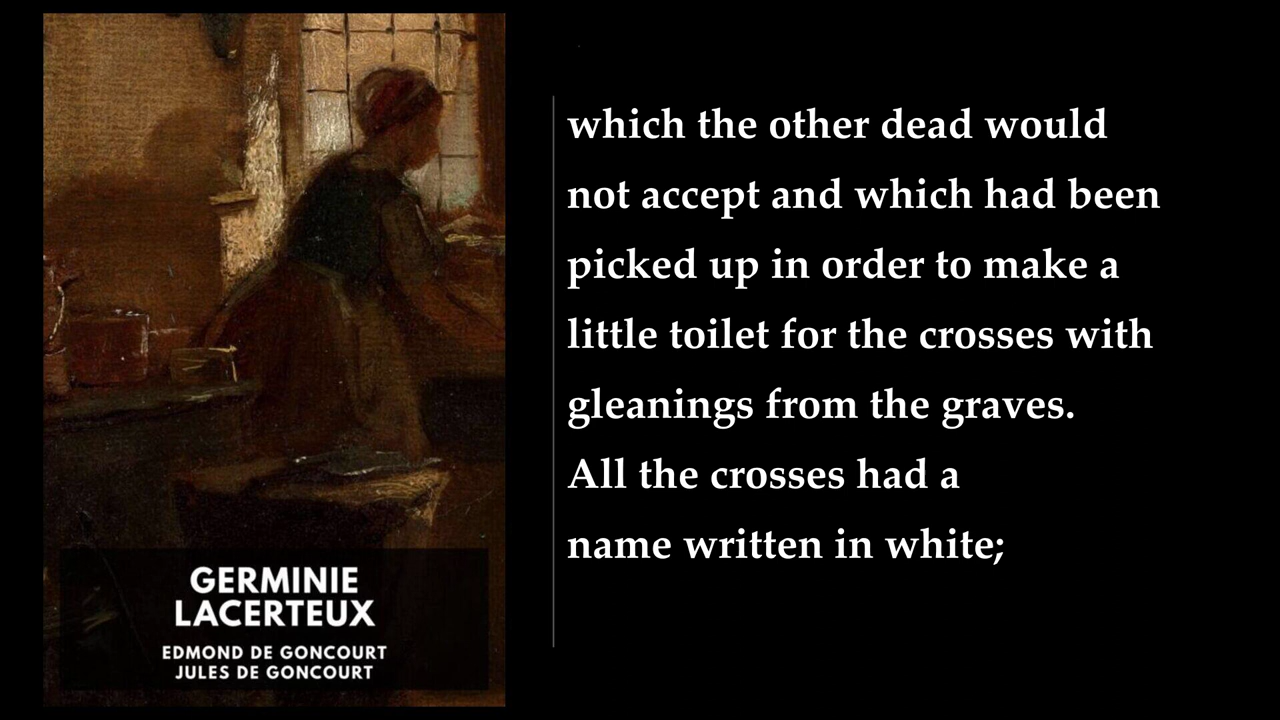 GERMINIE
LACERTEUX
EDMOND DE GONCOURT
JULES DE GONCOURT
which the other dead would
not accept and which had been
picked up in order to make a
little toilet for the crosses with
gleanings from the graves.
All the crosses had a
name written in white;